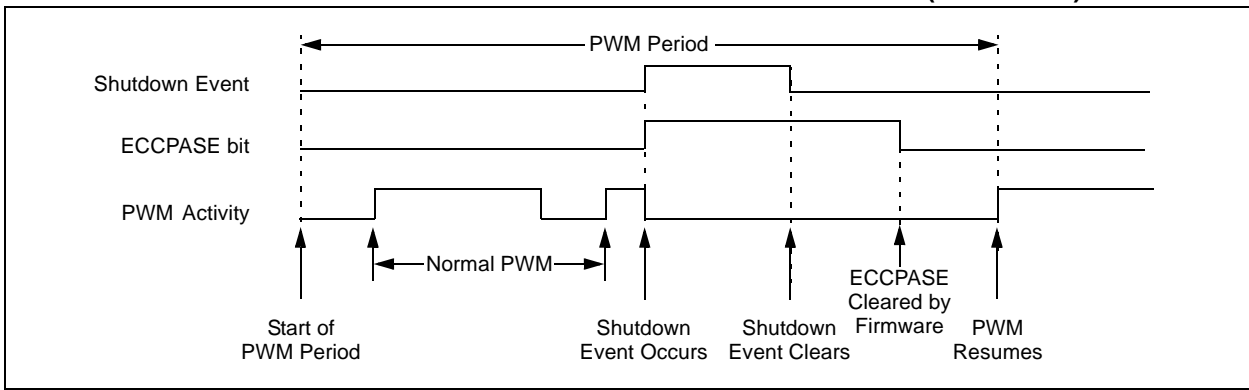 PWM Period
Shutdown Event
ECCPASE bit
PWM Activity
Normal PWM
Start of
PWM Period
Shutdown
Event Occurs
Shutdown
Event Clears
ECCPASE
Cleared by
Firmware
PWM
Resumes